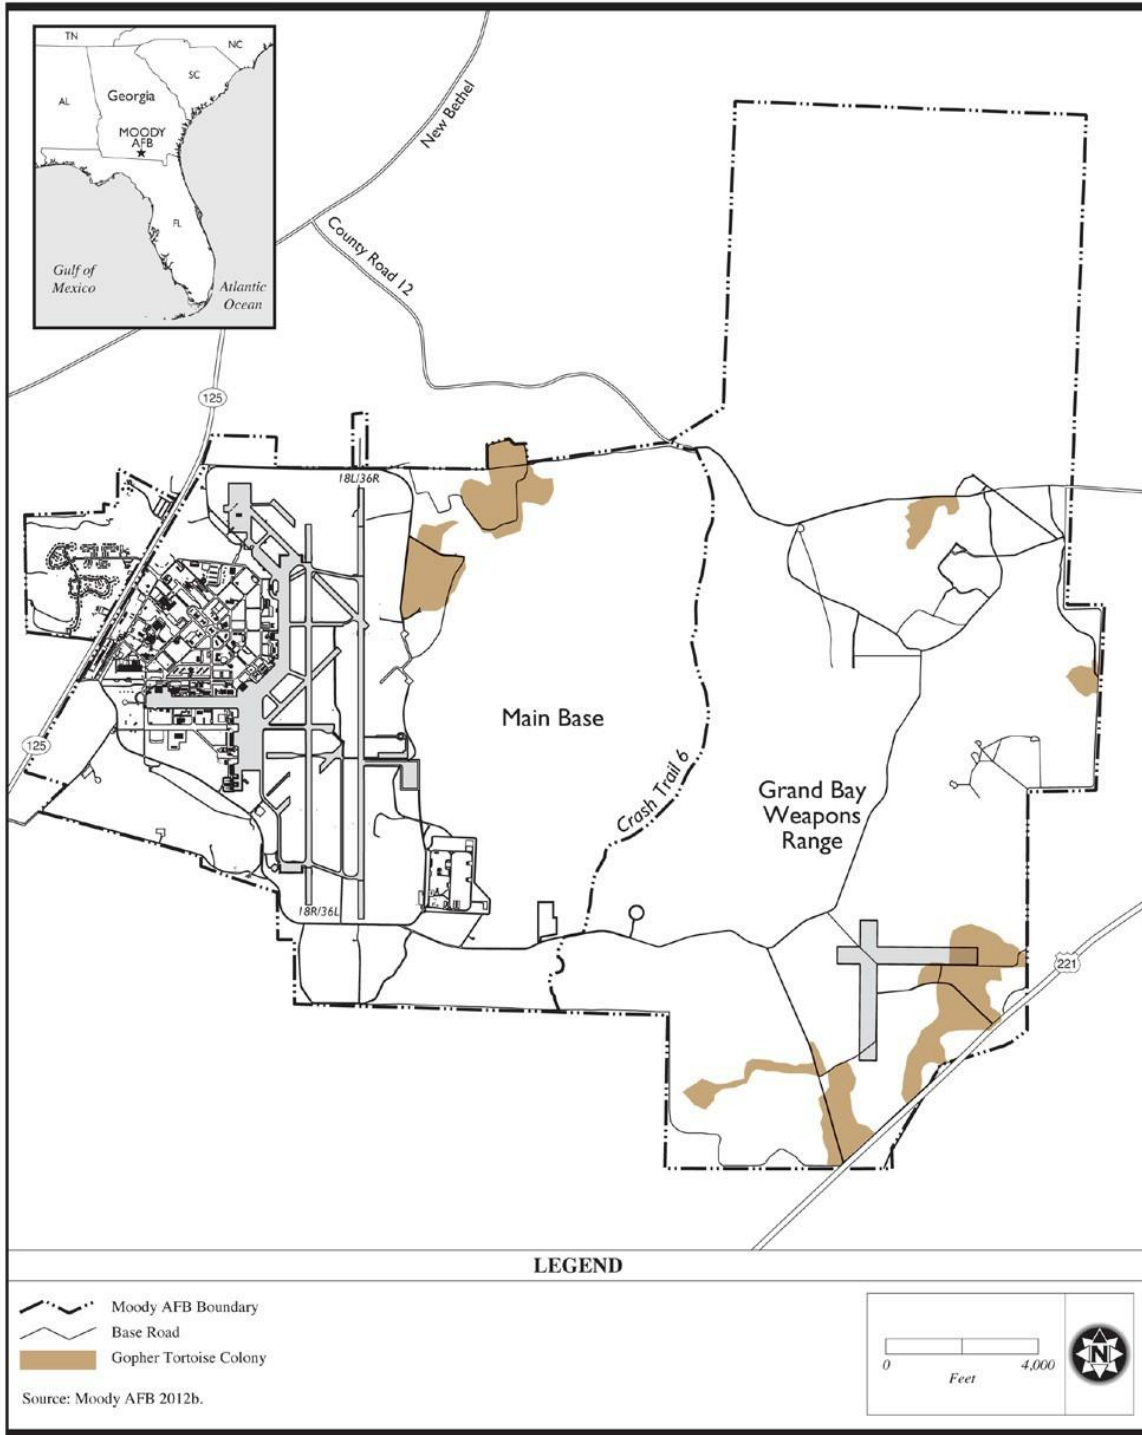 TN
NC
SC
AL
Georgia
MOODY
AFB
FL
Gulf of
Mexico
Atlantic
Ocean
New Bethel
County Road 12
125
18L/36R
Main Base
125
Crash Trail 6
Grand Bay
Weapons
Range
18R/36L
221
LEGEND
Moody AFB Boundary
Base Road
Gopher Tortoise Colony
Source: Moody AFB 2012b.
0
4,000
Feet
N